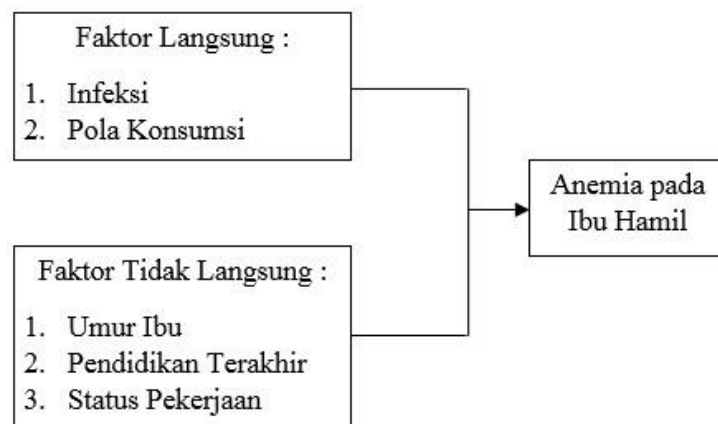 Faktor Langsung :
1. Infeksi
2. Pola Konsumsi
Anemia pada
Ibu Hamil
Faktor Tidak Langsung :
1. Umur Ibu
2. Pendidikan Terakhir
3. Status Pekerjaan